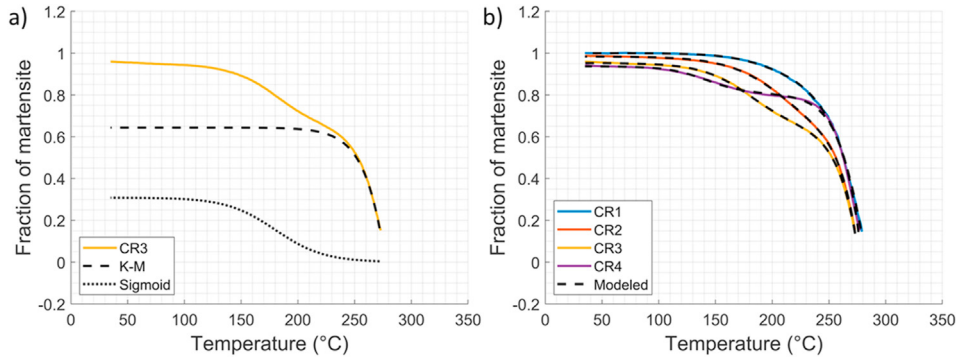 a)
1.2
1
0.8
0.6
0.4
0.2
0
-0.2
Fraction of martensite
CR3
K-M
Sigmoid
0 50 100 150 200 250 300 350
Temperature (°C)
b)
1.2
1
0.8
0.6
0.4
0.2
0
-0.2
Fraction of martensite
CR1
CR2
CR3
CR4
Modeled
0 50 100 150 200 250 300 350
Temperature (°C)